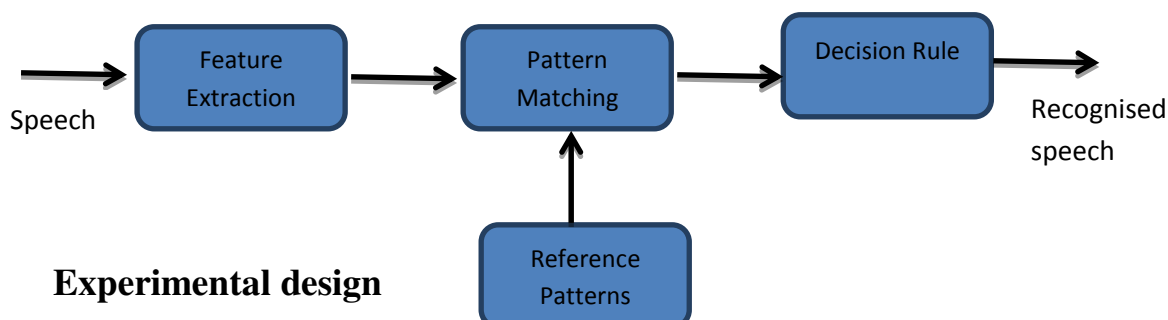 Speech
Feature
Extraction
Pattern
Matching
Decision Rule
Recognised
speech
Reference
Patterns
Experimental design